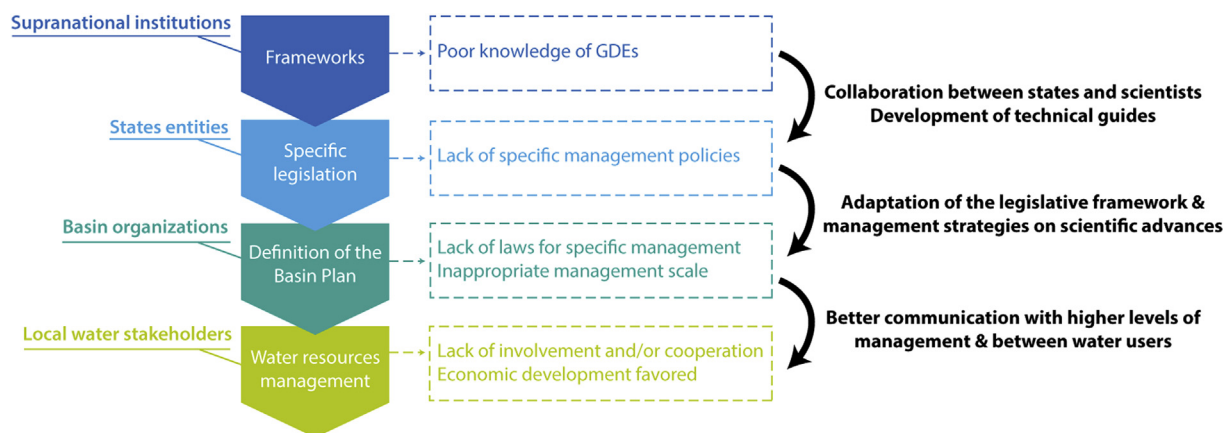 Supranational institutions
Frameworks
Poor knowledge of GDEs
Collaboration between states and scientists
Development of technical guides
States entities
Specific
legislation
Lack of specific management policies
Adaptation of the legislative framework &
management strategies on scientific advances
Basin organizations
Definition of the
Basin Plan
Lack of laws for specific management
Inappropriate management scale
Better communication with higher levels of
management & between water users
Local water stakeholders
Water resources
management
Lack of involvement and/or cooperation
Economic development favored